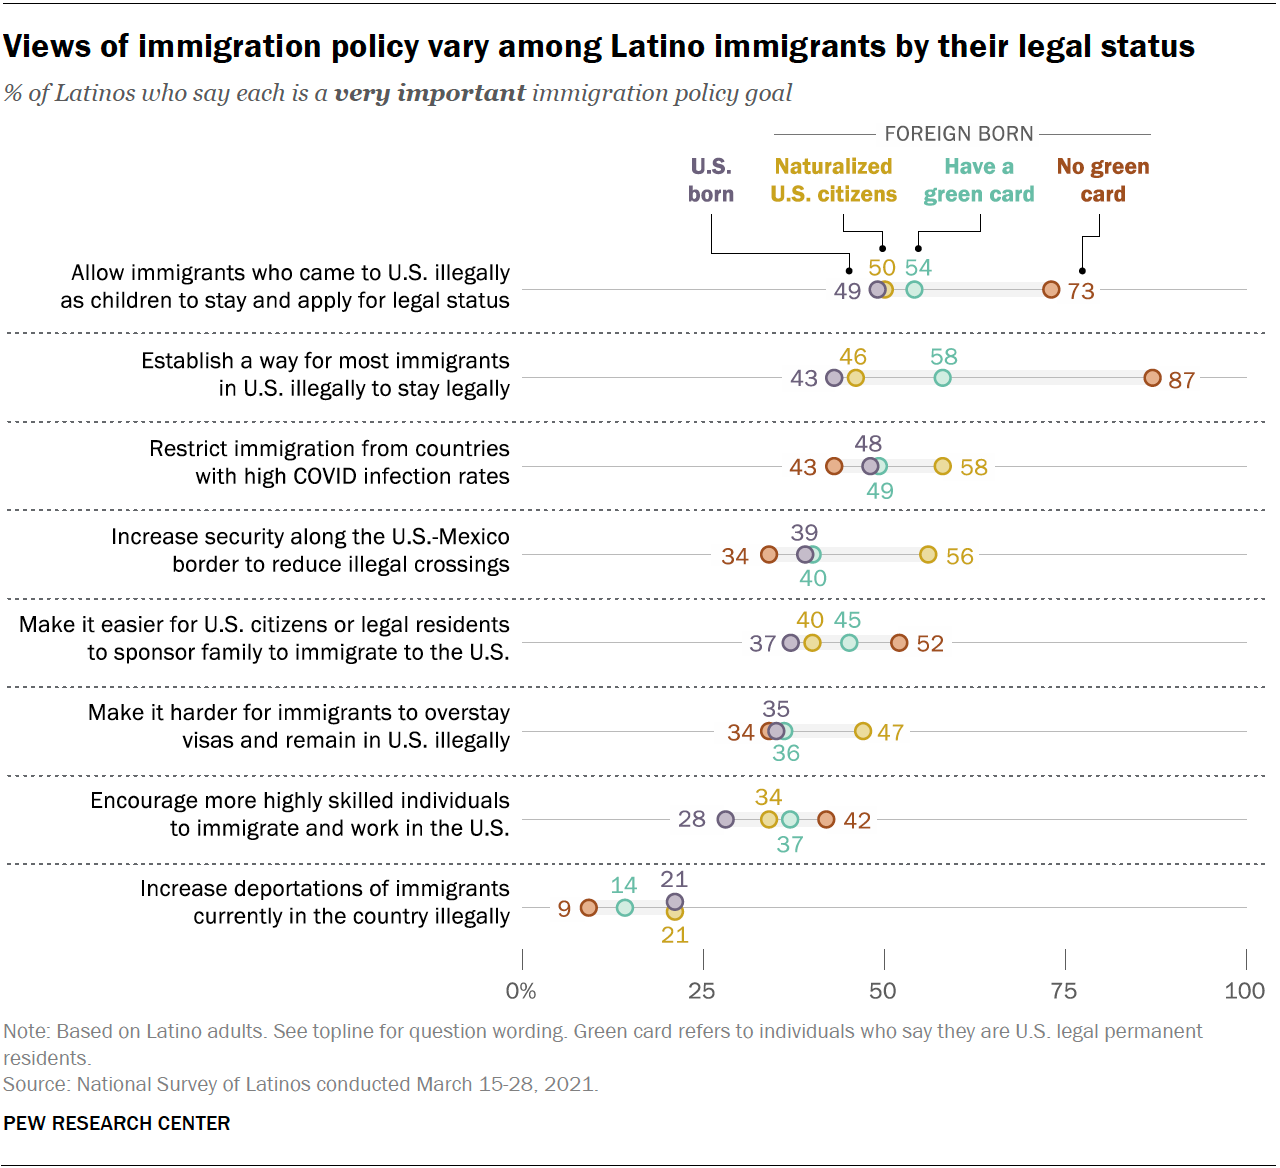 Views of immigration policy vary among Latino immigrants by their legal status
% of Latinos who say each is a very important immigration policy goal
FOREIGN BORN
U.S. born
Naturalized U.S. citizens
Have a green card
No green card
Allow immigrants who came to U.S. illegally
as children to stay and apply for legal status
49 50 54 73
Establish a way for most immigrants
in U.S. illegally to stay legally
43 46 58 87
Restrict immigration from countries
with high COVID infection rates
43 48 49 58
Increase security along the U.S.-Mexico
border to reduce illegal crossings
34 39 40 56
Make it easier for U.S. citizens or legal residents
to sponsor family to immigrate to the U.S.
37 40 45 52
Make it harder for immigrants to overstay
visas and remain in U.S. illegally
34 35 36 47
Encourage more highly skilled individuals
to immigrate and work in the U.S.
28 34 37 42
Increase deportations of immigrants
currently in the country illegally
9 14 21 21
0% 25 50 75 100
Note: Based on Latino adults. See topline for question wording. Green card refers to individuals who say they are U.S. legal permanent
residents.
Source: National Survey of Latinos conducted March 15-28, 2021.
PEW RESEARCH CENTER